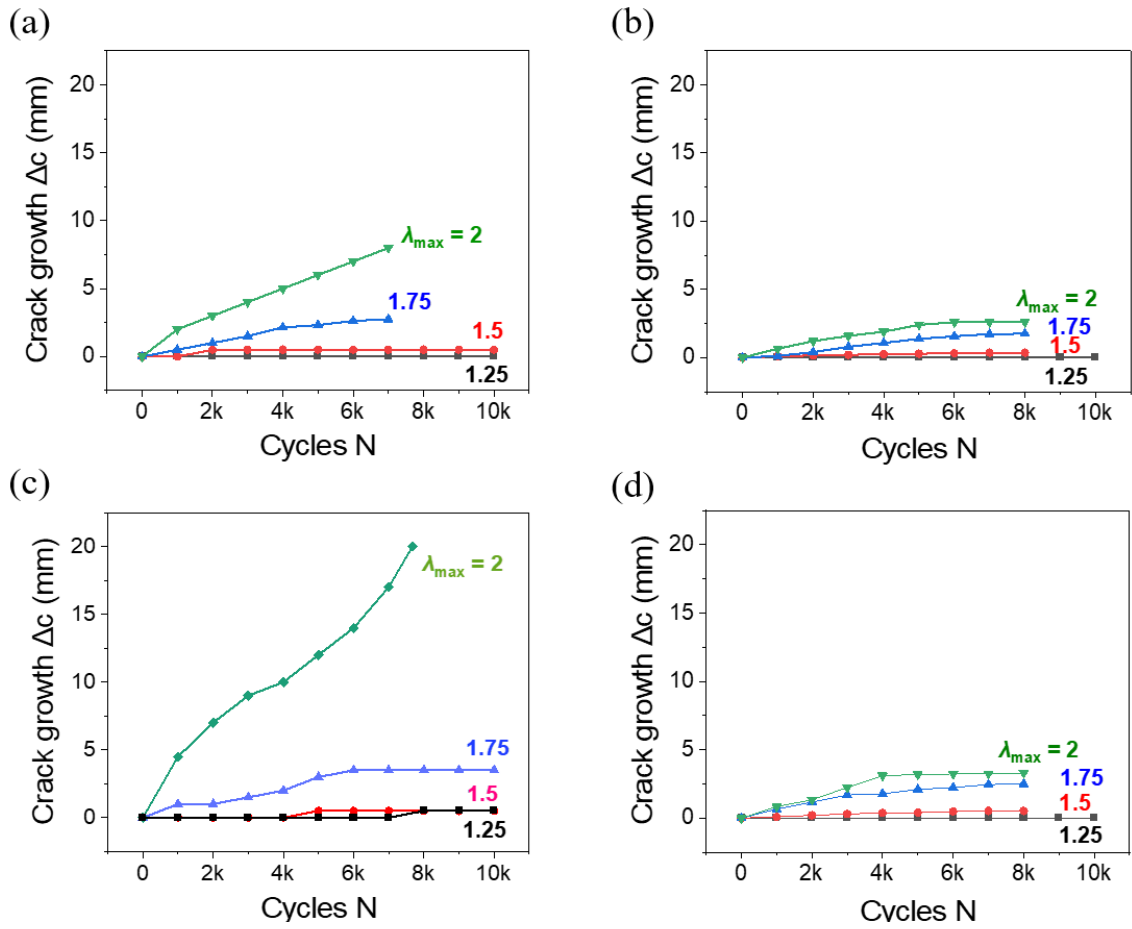 (a)
Crack growth Δc (mm)
20
15
10
5
0
λmax = 2
1.75
1.5
1.25
0 2k 4k 6k 8k 10k
Cycles N
(b)
Crack growth Δc (mm)
20
15
10
5
0
λmax = 2
1.75
1.5
1.25
0 2k 4k 6k 8k 10k
Cycles N
(c)
Crack growth Δc (mm)
20
15
10
5
0
λmax = 2
1.75
1.5
1.25
0 2k 4k 6k 8k 10k
Cycles N
(d)
Crack growth Δc (mm)
20
15
10
5
0
λmax = 2
1.75
1.5
1.25
0 2k 4k 6k 8k 10k
Cycles N